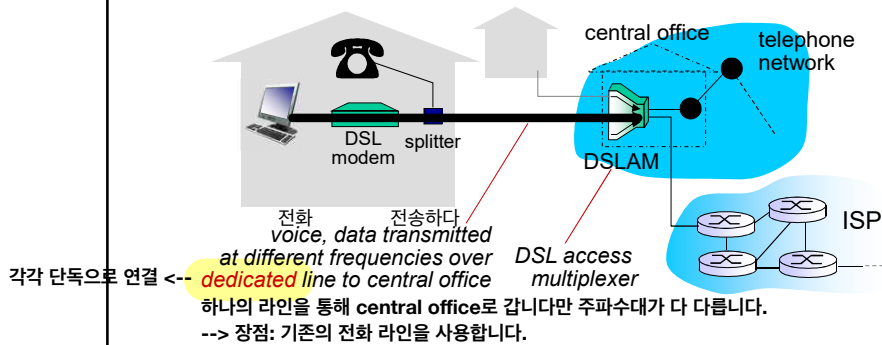 central office
telephone
network
DSL
modem
splitter
DSLAM
ISP
전화
전송하다
voice, data transmitted
at different frequencies over
dedicated line to central office
DSL access
multiplexer
각각 단독으로 연결 <--
하나의 라인을 통해 central office로 갑니다만 주파수대가 다 다릅니다.
--> 장점: 기존의 전화 라인을 사용합니다.